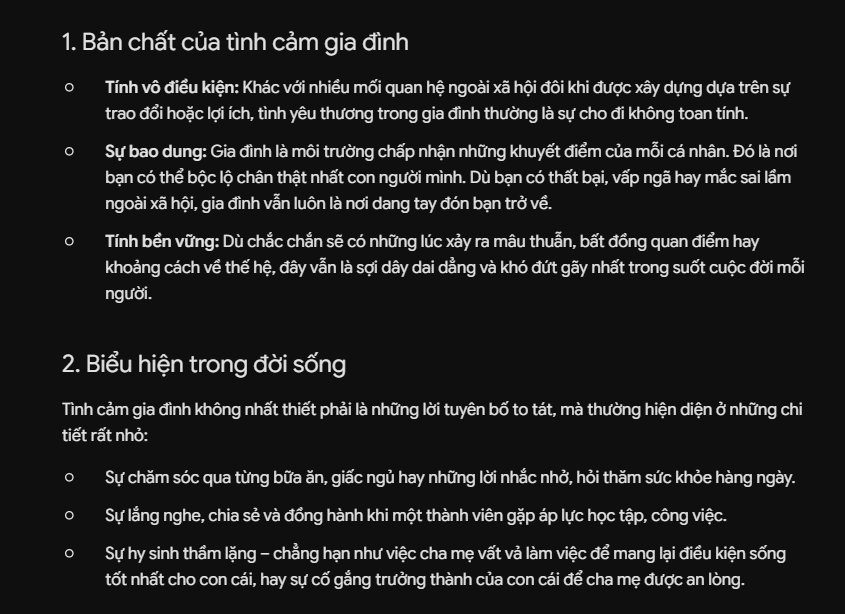 1. Bản chất của tình cảm gia đình
Tính vô điều kiện: Khác với nhiều mối quan hệ ngoài xã hội đôi khi được xây dựng dựa trên sự
trao đổi hoặc lợi ích, tình yêu thương trong gia đình thường là sự cho đi không toan tính.
Sự bao dung: Gia đình là môi trường chấp nhận những khuyết điểm của mỗi cá nhân. Đó là nơi
bạn có thể bộc lộ chân thật nhất con người mình. Dù bạn có thất bại, vấp ngã hay mắc sai lầm
ngoài xã hội, gia đình vẫn luôn là nơi dang tay đón bạn trở về.
Tính bền vững: Dù chắc chắn sẽ có những lúc xảy ra mâu thuẫn, bất đồng quan điểm hay
khoảng cách về thế hệ, đây vẫn là sợi dây dai dẳng và khó đứt gãy nhất trong suốt cuộc đời mỗi
người.
2. Biểu hiện trong đời sống
Tình cảm gia đình không nhất thiết phải là những lời tuyên bố to tát, mà thường hiện diện ở những chi
tiết rất nhỏ:
Sự chăm sóc qua từng bữa ăn, giấc ngủ hay những lời nhắc nhở, hỏi thăm sức khỏe hàng ngày.
Sự lắng nghe, chia sẻ và đồng hành khi một thành viên gặp áp lực học tập, công việc.
Sự hy sinh thầm lặng – chẳng hạn như việc cha mẹ vất vả làm việc để mang lại điều kiện sống
tốt nhất cho con cái, hay sự cố gắng trưởng thành của con cái để cha mẹ được an lòng.